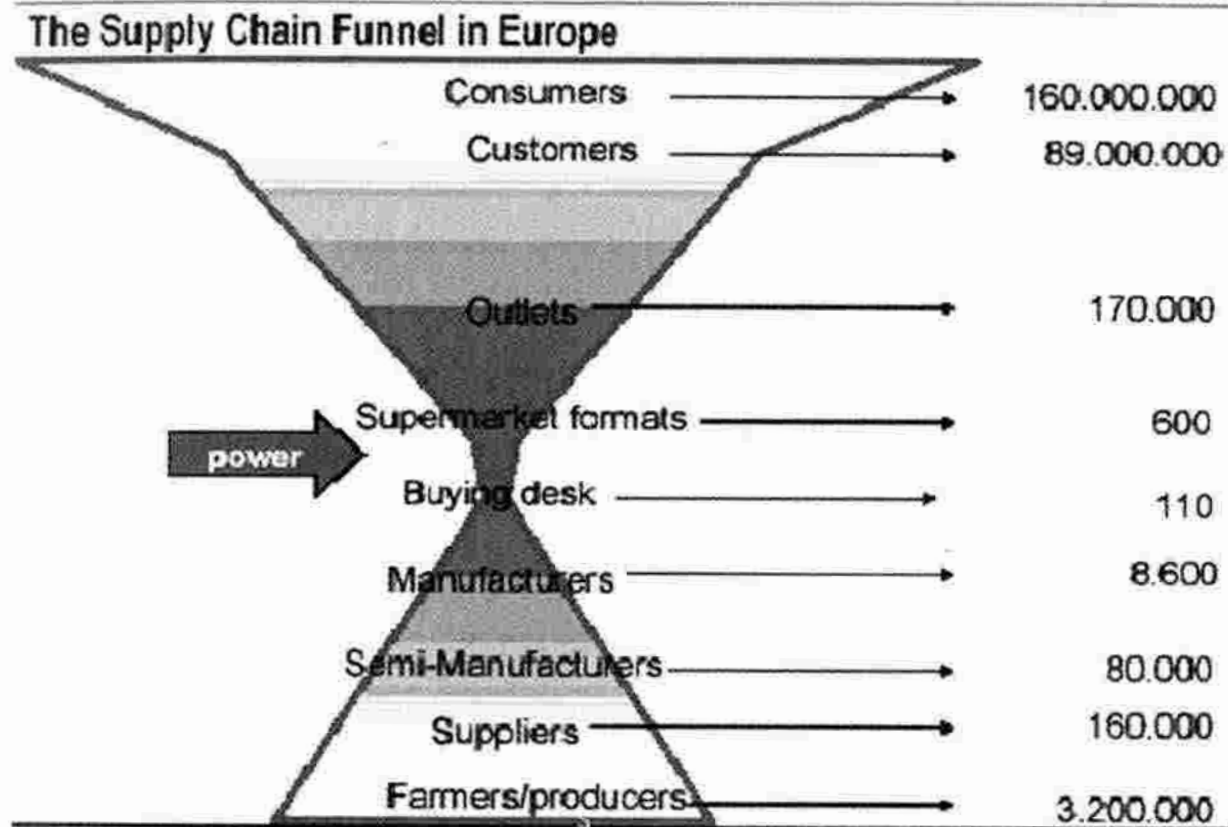 The Supply Chain Funnel in Europe
Consumers 160.000.000
Customers 89.000.000
Outlets 170.000
Supermarket formats 600
power
Buying desk 110
Manufacturers 8.600
Semi-Manufacturers 80.000
Suppliers 160.000
Farmers/producers 3.200.000